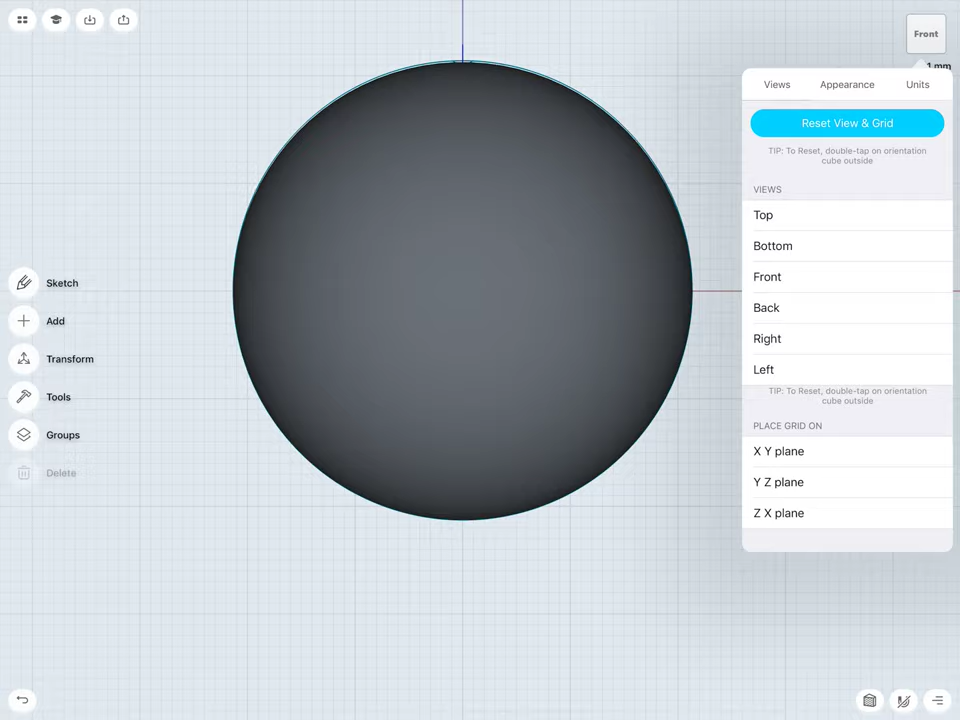 Front
1 mm
Views Appearance Units
Reset View & Grid
TIP: To Reset, double-tap on orientation
cube outside
VIEWS
Top
Bottom
Front
Back
Right
Left
TIP: To Reset, double-tap on orientation
cube outside
PLACE GRID ON
X Y plane
Y Z plane
Z X plane
Sketch
Add
Transform
Tools
Groups
Delete